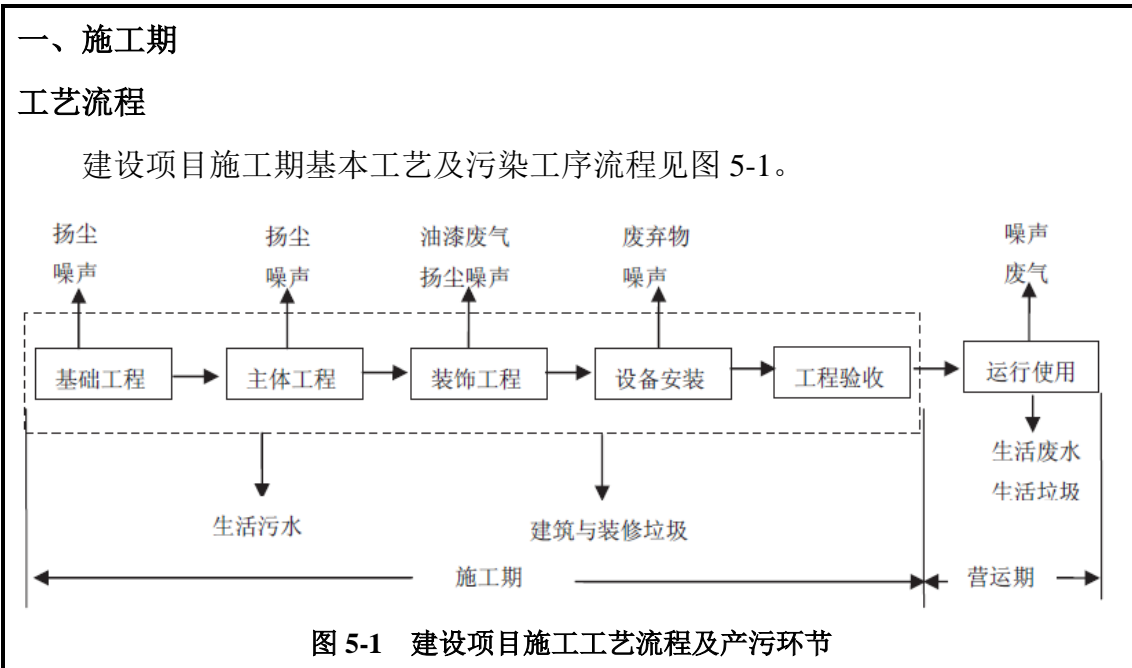 一、施工期
工艺流程
建设项目施工期基本工艺及污染工序流程见图 5-1。
扬尘 扬尘 油漆废气 废弃物 噪声
噪声 噪声 扬尘噪声 噪声 废气
基础工程 主体工程 装饰工程 设备安装 工程验收 运行使用
生活废水
生活垃圾
生活污水 建筑与装修垃圾
施工期 营运期
图 5-1 建设项目施工工艺流程及产污环节